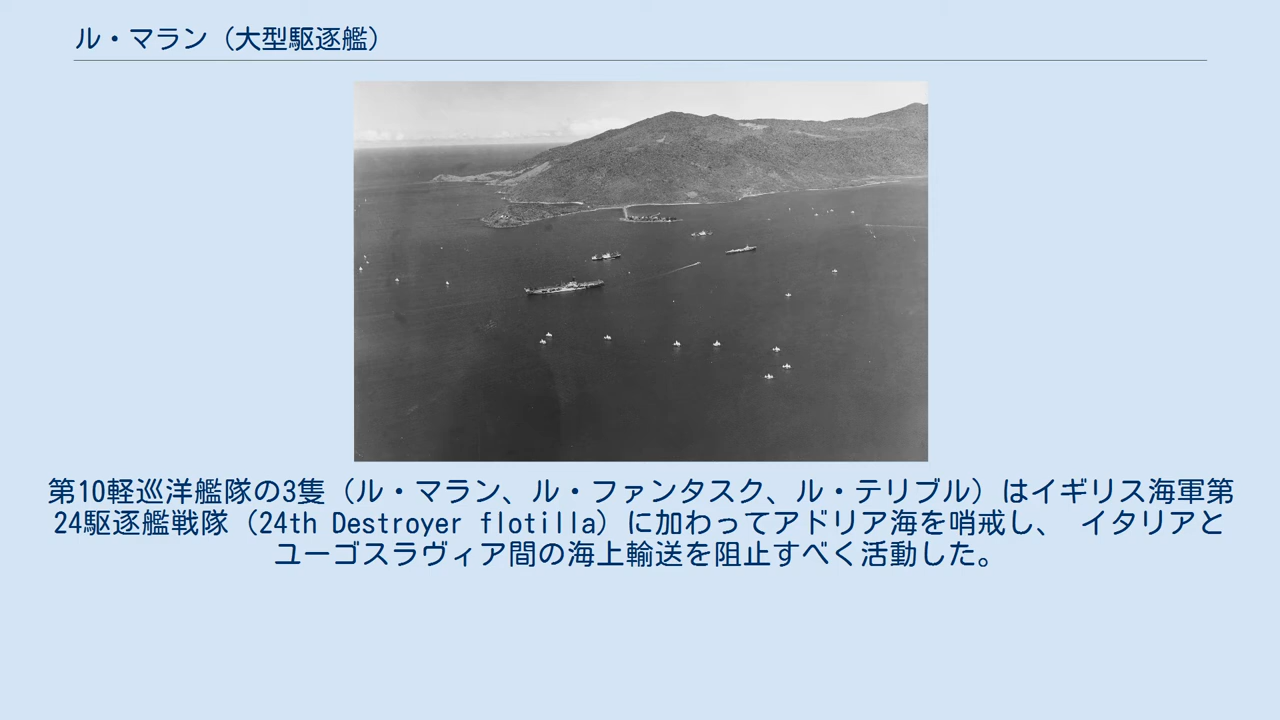 ル・マラン（大型駆逐艦）
第10軽巡洋艦隊の3隻（ル・マラン、ル・ファンタスク、ル・テリブル）はイギリス海軍第
24駆逐艦戦隊（24th Destroyer flotilla）に加わってアドリア海を哨戒し、 イタリアと
ユーゴスラヴィア間の海上輸送を阻止すべく活動した。